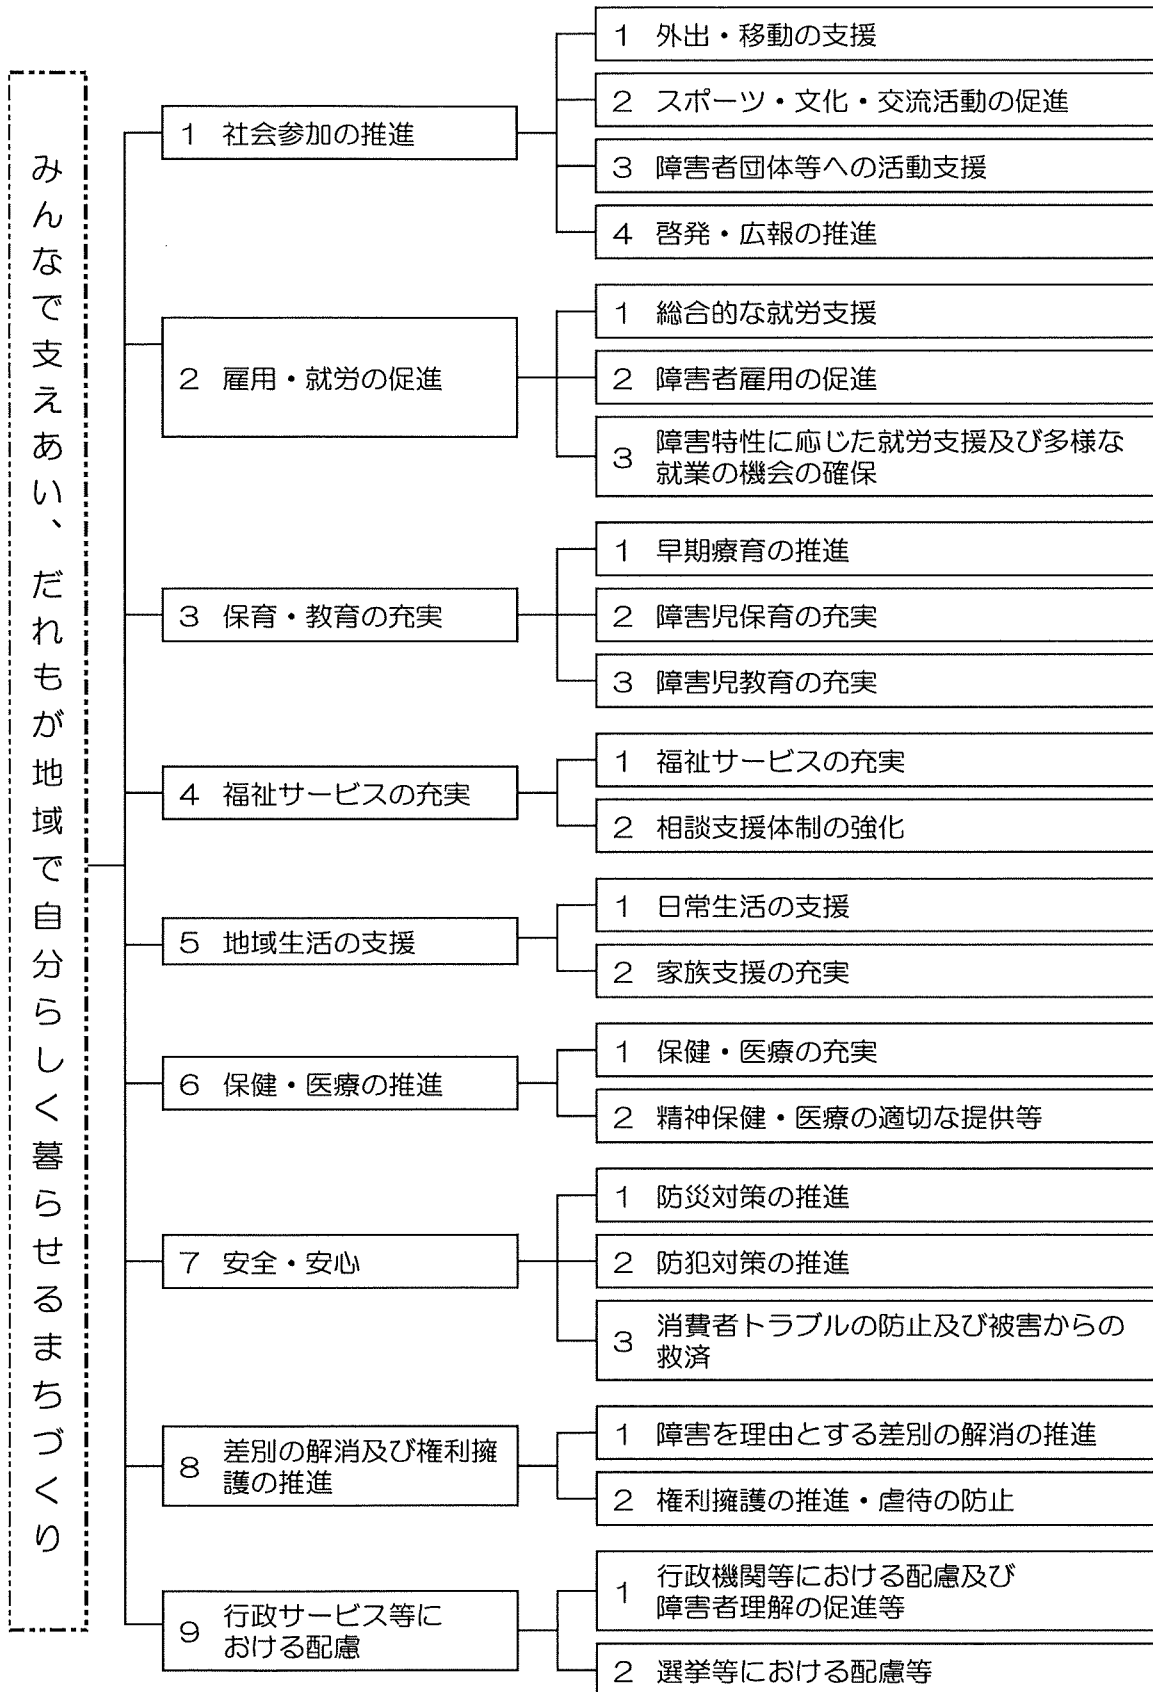 みんなで支えあい、だれもが地域で自分らしく暮らせるまちづくり
1 社会参加の推進
1 外出・移動の支援
2 スポーツ・文化・交流活動の促進
3 障害者団体等への活動支援
4 啓発・広報の推進
2 雇用・就労の促進
1 総合的な就労支援
2 障害者雇用の促進
3 障害特性に応じた就労支援及び多様な
就業の機会の確保
3 保育・教育の充実
1 早期療育の推進
2 障害児保育の充実
3 障害児教育の充実
4 福祉サービスの充実
1 福祉サービスの充実
2 相談支援体制の強化
5 地域生活の支援
1 日常生活の支援
2 家族支援の充実
6 保健・医療の推進
1 保健・医療の充実
2 精神保健・医療の適切な提供等
7 安全・安心
1 防災対策の推進
2 防犯対策の推進
3 消費者トラブルの防止及び被害からの
救済
8 差別の解消及び権利擁
護の推進
1 障害を理由とする差別の解消の推進
2 権利擁護の推進・虐待の防止
9 行政サービス等に
おける配慮
1 行政機関等における配慮及び
障害者理解の促進等
2 選挙等における配慮等